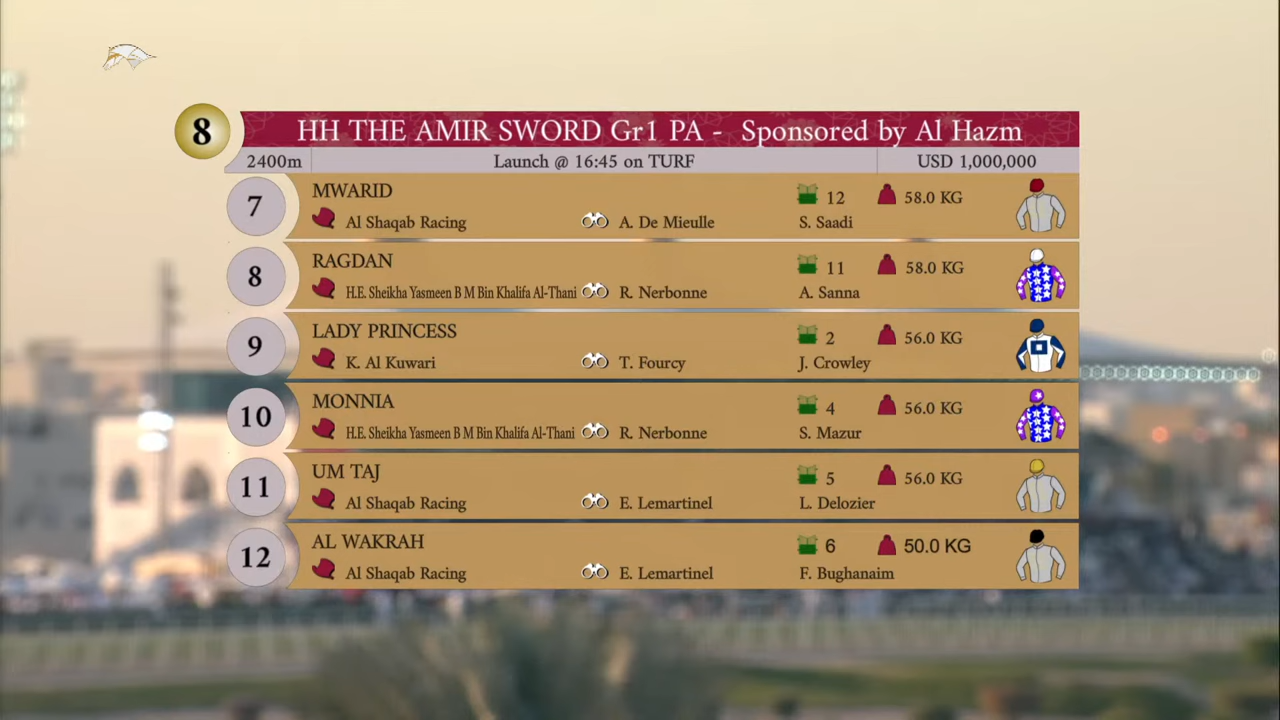 8 HH THE AMIR SWORD Gr1 PA - Sponsored by Al Hazm
2400m Launch @ 16:45 on TURF USD 1,000,000
7 MWARID 12 58.0 KG
Al Shaqab Racing A. De Mieulle S. Saadi
8 RAGDAN 11 58.0 KG
H.E. Sheikha Yasmeen B M Bin Khalifa Al-Thani R. Nerbonne A. Sanna
9 LADY PRINCESS 2 56.0 KG
K. Al Kuwari T. Fourcy J. Crowley
10 MONNIA 4 56.0 KG
H.E. Sheikha Yasmeen B M Bin Khalifa Al-Thani R. Nerbonne S. Mazur
11 UM TAJ 5 56.0 KG
Al Shaqab Racing E. Lemartinel L. Delozier
12 AL WAKRAH 6 50.0 KG
Al Shaqab Racing E. Lemartinel F. Bughanaim